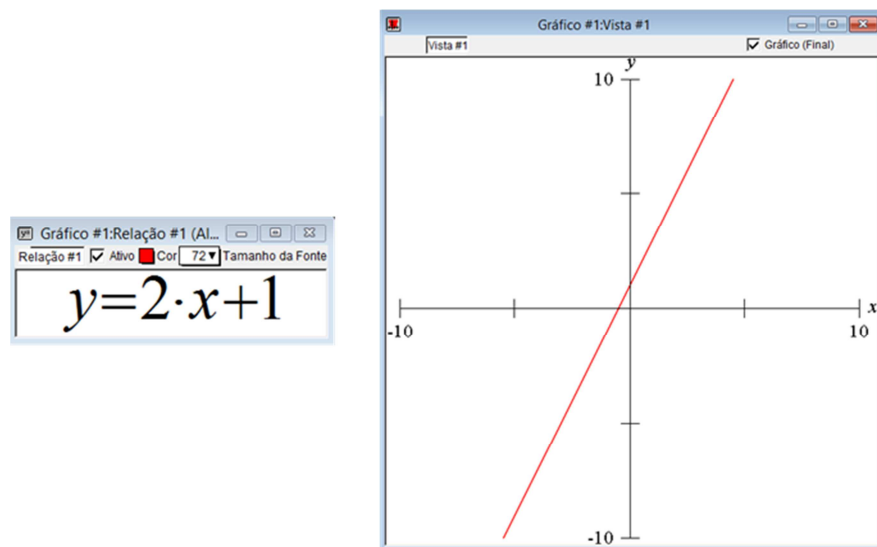 Gráfico #1:Relação #1 (Al...
Relação #1 Ativo Cor 72▼ Tamanho da Fonte
y=2·x+1
Gráfico #1:Vista #1
Vista #1 Gráfico (Final)
y
10
-10 10 x
-10